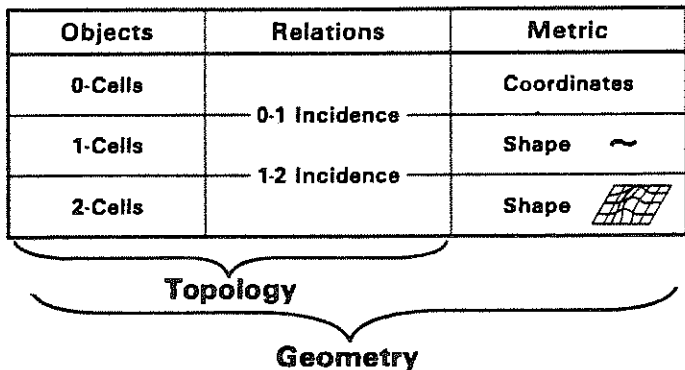 Objects Relations Metric
0-Cells Coordinates
0-1 Incidence
1-Cells Shape ~
1-2 Incidence
2-Cells Shape
Topology
Geometry